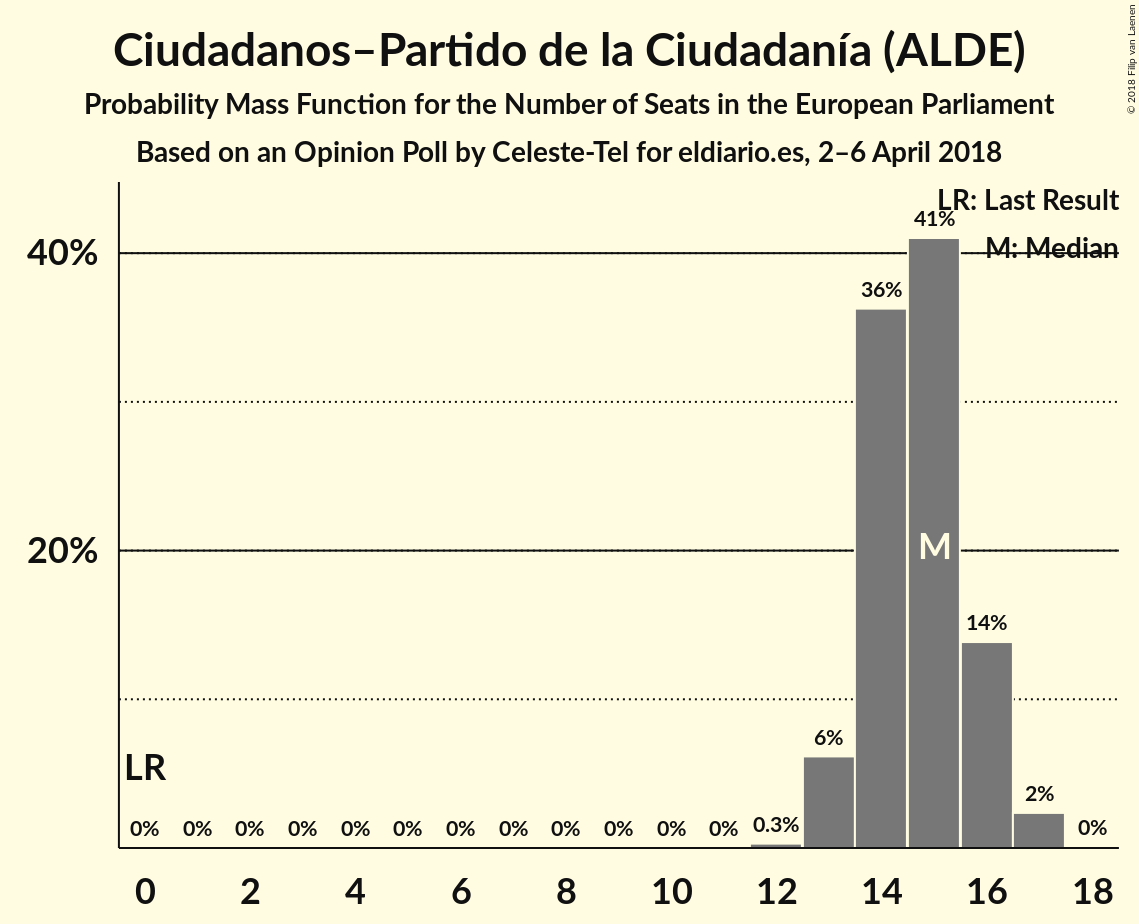 Ciudadanos–Partido de la Ciudadanía (ALDE)
Probability Mass Function for the Number of Seats in the European Parliament
Based on an Opinion Poll by Celeste-Tel for eldiario.es, 2–6 April 2018
© 2018 Filip van Laenen
LR: Last Result
M: Median
40%
20%
41%
36%
M
14%
6%
2%
LR
0% 0% 0% 0% 0% 0% 0% 0% 0% 0% 0% 0% 0.3% 0%
0 2 4 6 8 10 12 14 16 18